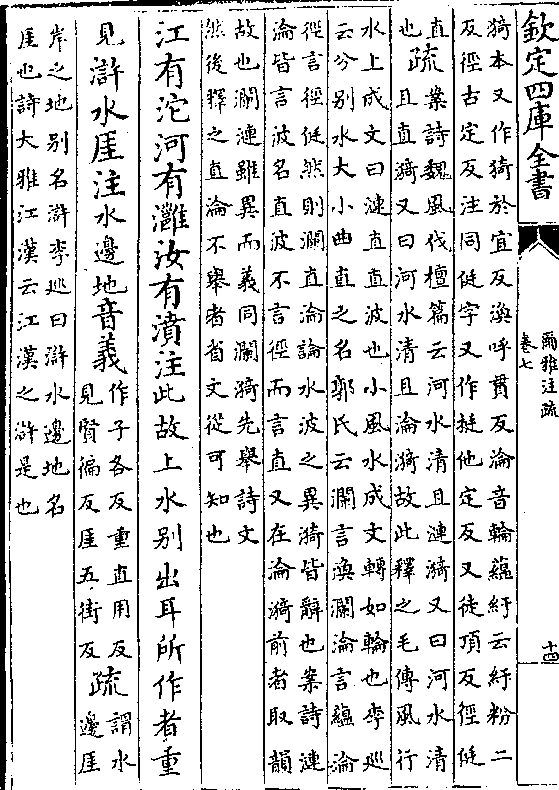 欽定四庫全書
爾雅注疏
卷七
十四
猗本又作猗於宜反渙呼貫反淪音輪蘊紆云紆粉二
反徑古定反注同侹字又作挺他定反又徒頂反徑侹
直
也
疏
案詩魏風伐檀篇云河水清且漣漪又曰河水清
且直漪又曰河水清且淪漪故此釋之毛傳風行
水上成文曰漣直直波也小風水成文轉如輪也李巡
云分别水大小曲直之名郭氏云瀾言渙瀾淪言蘊淪
徑言徑侹然則瀾直淪論水波之異漪皆辭也案詩漣
淪皆言波名直波不言徑而言直又在淪漪前者取韻
故也瀾漣雖異而義同瀾漪先舉詩文
然後釋之直淪不舉者省文從可知也
江有沱河有灉汝有濆注此故上水别出耳所作者重
見滸水厓注水邊地音義
作子各反重直用反
見賢徧反厓五街反
疏
謂水
邊厓
岸之地别名滸李巡曰滸水邊地名
厓也詩大雅江漢云江漢之滸是也